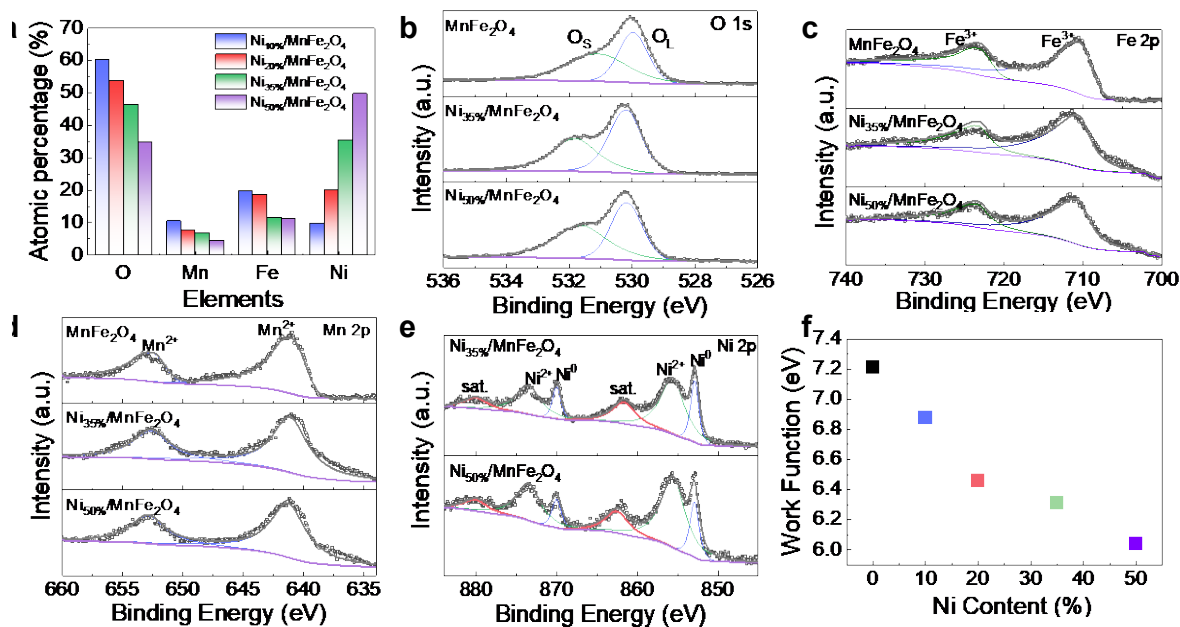 a
Atomic percentage (%)
80
70
60
50
40
30
20
10
0
Ni10%/MnFe2O4
Ni20%/MnFe2O4
Ni35%/MnFe2O4
Ni50%/MnFe2O4
O Mn Fe Ni
Elements
b
MnFe2O4 O 1s
OS OL
Ni35%/MnFe2O4
Ni50%/MnFe2O4
Intensity (a.u.)
536 534 532 530 528 526
Binding Energy (eV)
c
MnFe2O4 Fe3+ Fe3+ Fe 2p
Ni35%/MnFe2O4
Ni50%/MnFe2O4
Intensity (a.u.)
740 730 720 710 700
Binding Energy (eV)
d
MnFe2O4 Mn2+ Mn2+ Mn 2p
Ni35%/MnFe2O4
Ni50%/MnFe2O4
Intensity (a.u.)
660 655 650 645 640 635
Binding Energy (eV)
e
Ni35%/MnFe2O4 Ni 2p
sat. Ni2+ Ni0 sat. Ni2+ Ni0
Ni50%/MnFe2O4
Intensity (a.u.)
880 870 860 850
Binding Energy (eV)
f
Work Function (eV)
7.4
7.2
7.0
6.8
6.6
6.4
6.2
6.0
0 10 20 30 40 50
Ni Content (%)